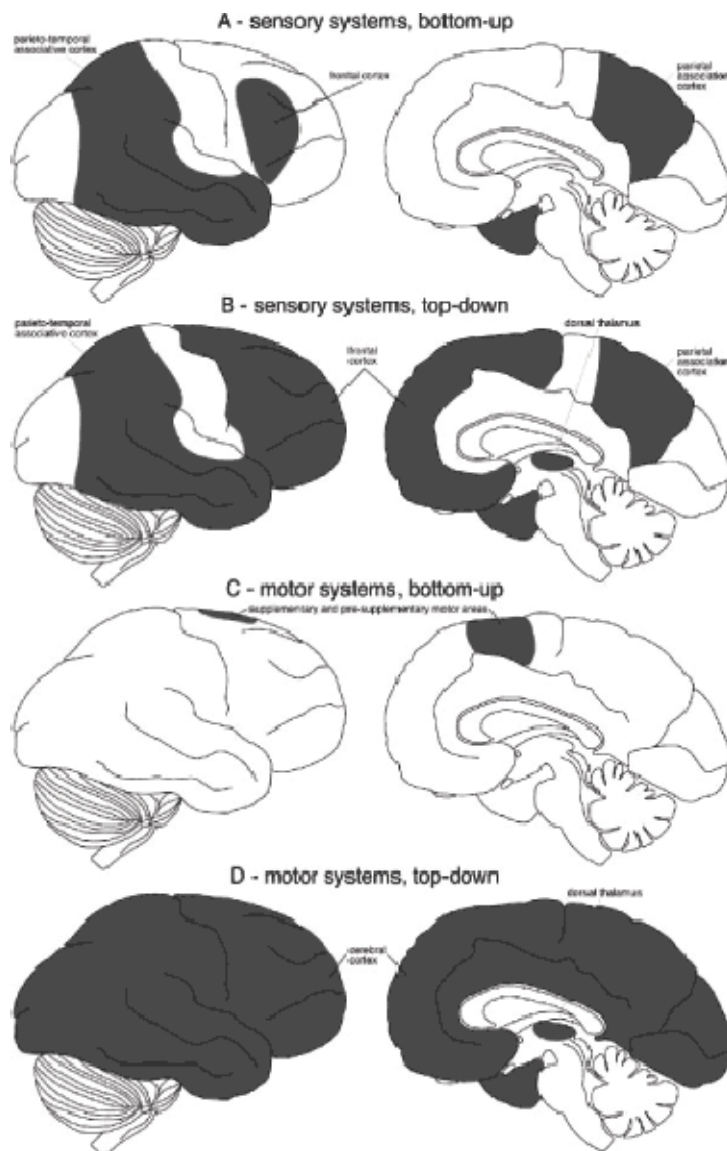 A - sensory systems, bottom-up
parieto-temporal
associative cortex
frontal cortex
parietal
association
cortex
B - sensory systems, top-down
parieto-temporal
associative cortex
dorsal thalamus
frontal
cortex
parietal
association
cortex
C - motor systems, bottom-up
supplementary and pre-supplementary motor areas
D - motor systems, top-down
dorsal thalamus
cerebral
cortex